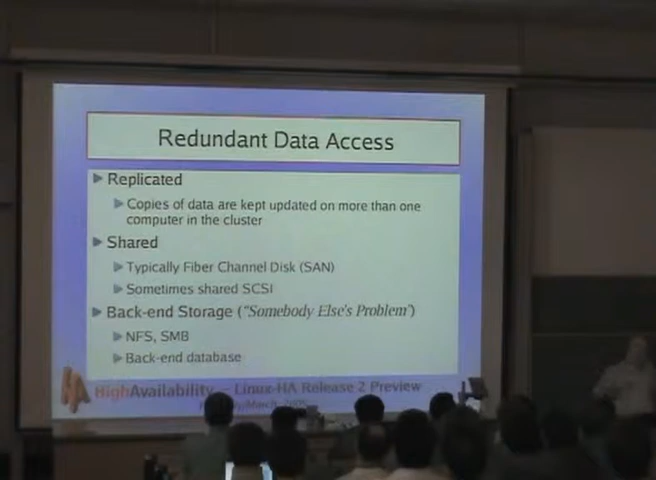 Redundant Data Access
Replicated
Copies of data are kept updated on more than one
computer in the cluster
Shared
Typically Fiber Channel Disk (SAN)
Sometimes shared SCSI
Back-end Storage ("Somebody Else's Problem")
NFS, SMB
Back-end database
HA HighAvailability – Linux-HA Release 2 Preview